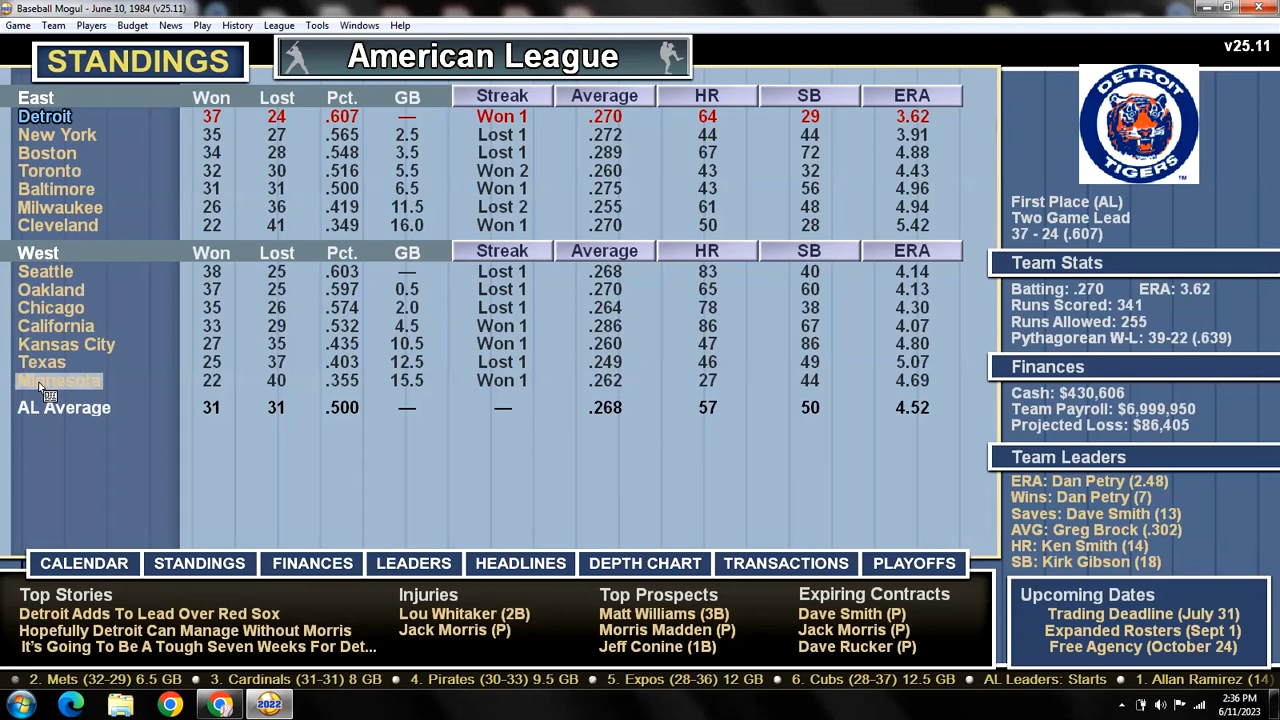 Baseball Mogul - June 10, 1984 (v25.11)
Game Team Players Budget News Play History League Tools Windows Help
STANDINGS
American League
v25.11
East Won Lost Pct. GB Streak Average HR SB ERA
Detroit 37 24 .607 — Won 1 .270 64 29 3.62
New York 35 27 .565 2.5 Lost 1 .272 44 44 3.91
Boston 34 28 .548 3.5 Lost 1 .289 67 72 4.88
Toronto 32 30 .516 5.5 Won 2 .260 43 32 4.43
Baltimore 31 31 .500 6.5 Won 1 .275 43 56 4.96
Milwaukee 26 36 .419 11.5 Lost 2 .255 61 48 4.94
Cleveland 22 41 .349 16.0 Won 1 .270 50 28 5.42
West Won Lost Pct. GB Streak Average HR SB ERA
Seattle 38 25 .603 — Lost 1 .268 83 40 4.14
Oakland 37 25 .597 0.5 Lost 1 .270 65 60 4.13
Chicago 35 26 .574 2.0 Lost 1 .264 78 38 4.30
California 33 29 .532 4.5 Won 1 .286 86 67 4.07
Kansas City 27 35 .435 10.5 Won 1 .260 47 86 4.80
Texas 25 37 .403 12.5 Lost 1 .249 46 49 5.07
Minnesota 22 40 .355 15.5 Won 1 .262 27 44 4.69
AL Average 31 31 .500 — — .268 57 50 4.52
DETROIT
TIGERS
TM
First Place (AL)
Two Game Lead
37 - 24 (.607)
Team Stats
Batting: .270 ERA: 3.62
Runs Scored: 341
Runs Allowed: 255
Pythagorean W-L: 39-22 (.639)
Finances
Cash: $430,606
Team Payroll: $6,999,950
Projected Loss: $86,405
Team Leaders
ERA: Dan Petry (2.48)
Wins: Dan Petry (7)
Saves: Dave Smith (13)
AVG: Greg Brock (.302)
HR: Ken Smith (14)
SB: Kirk Gibson (18)
CALENDAR STANDINGS FINANCES LEADERS HEADLINES DEPTH CHART TRANSACTIONS PLAYOFFS
Top Stories
Detroit Adds To Lead Over Red Sox
Hopefully Detroit Can Manage Without Morris
It's Going To Be A Tough Seven Weeks For Det...
Injuries
Lou Whitaker (2B)
Jack Morris (P)
Top Prospects
Matt Williams (3B)
Morris Madden (P)
Jeff Conine (1B)
Expiring Contracts
Dave Smith (P)
Jack Morris (P)
Dave Rucker (P)
Upcoming Dates
Trading Deadline (July 31)
Expanded Rosters (Sept 1)
Free Agency (October 24)
2. Mets (32-29) 6.5 GB 3. Cardinals (31-31) 8 GB 4. Pirates (30-33) 9.5 GB 5. Expos (28-36) 12 GB 6. Cubs (28-37) 12.5 GB AL Leaders: Starts 1. Allan Ramirez (14)
2022
2:36 PM
6/11/2023